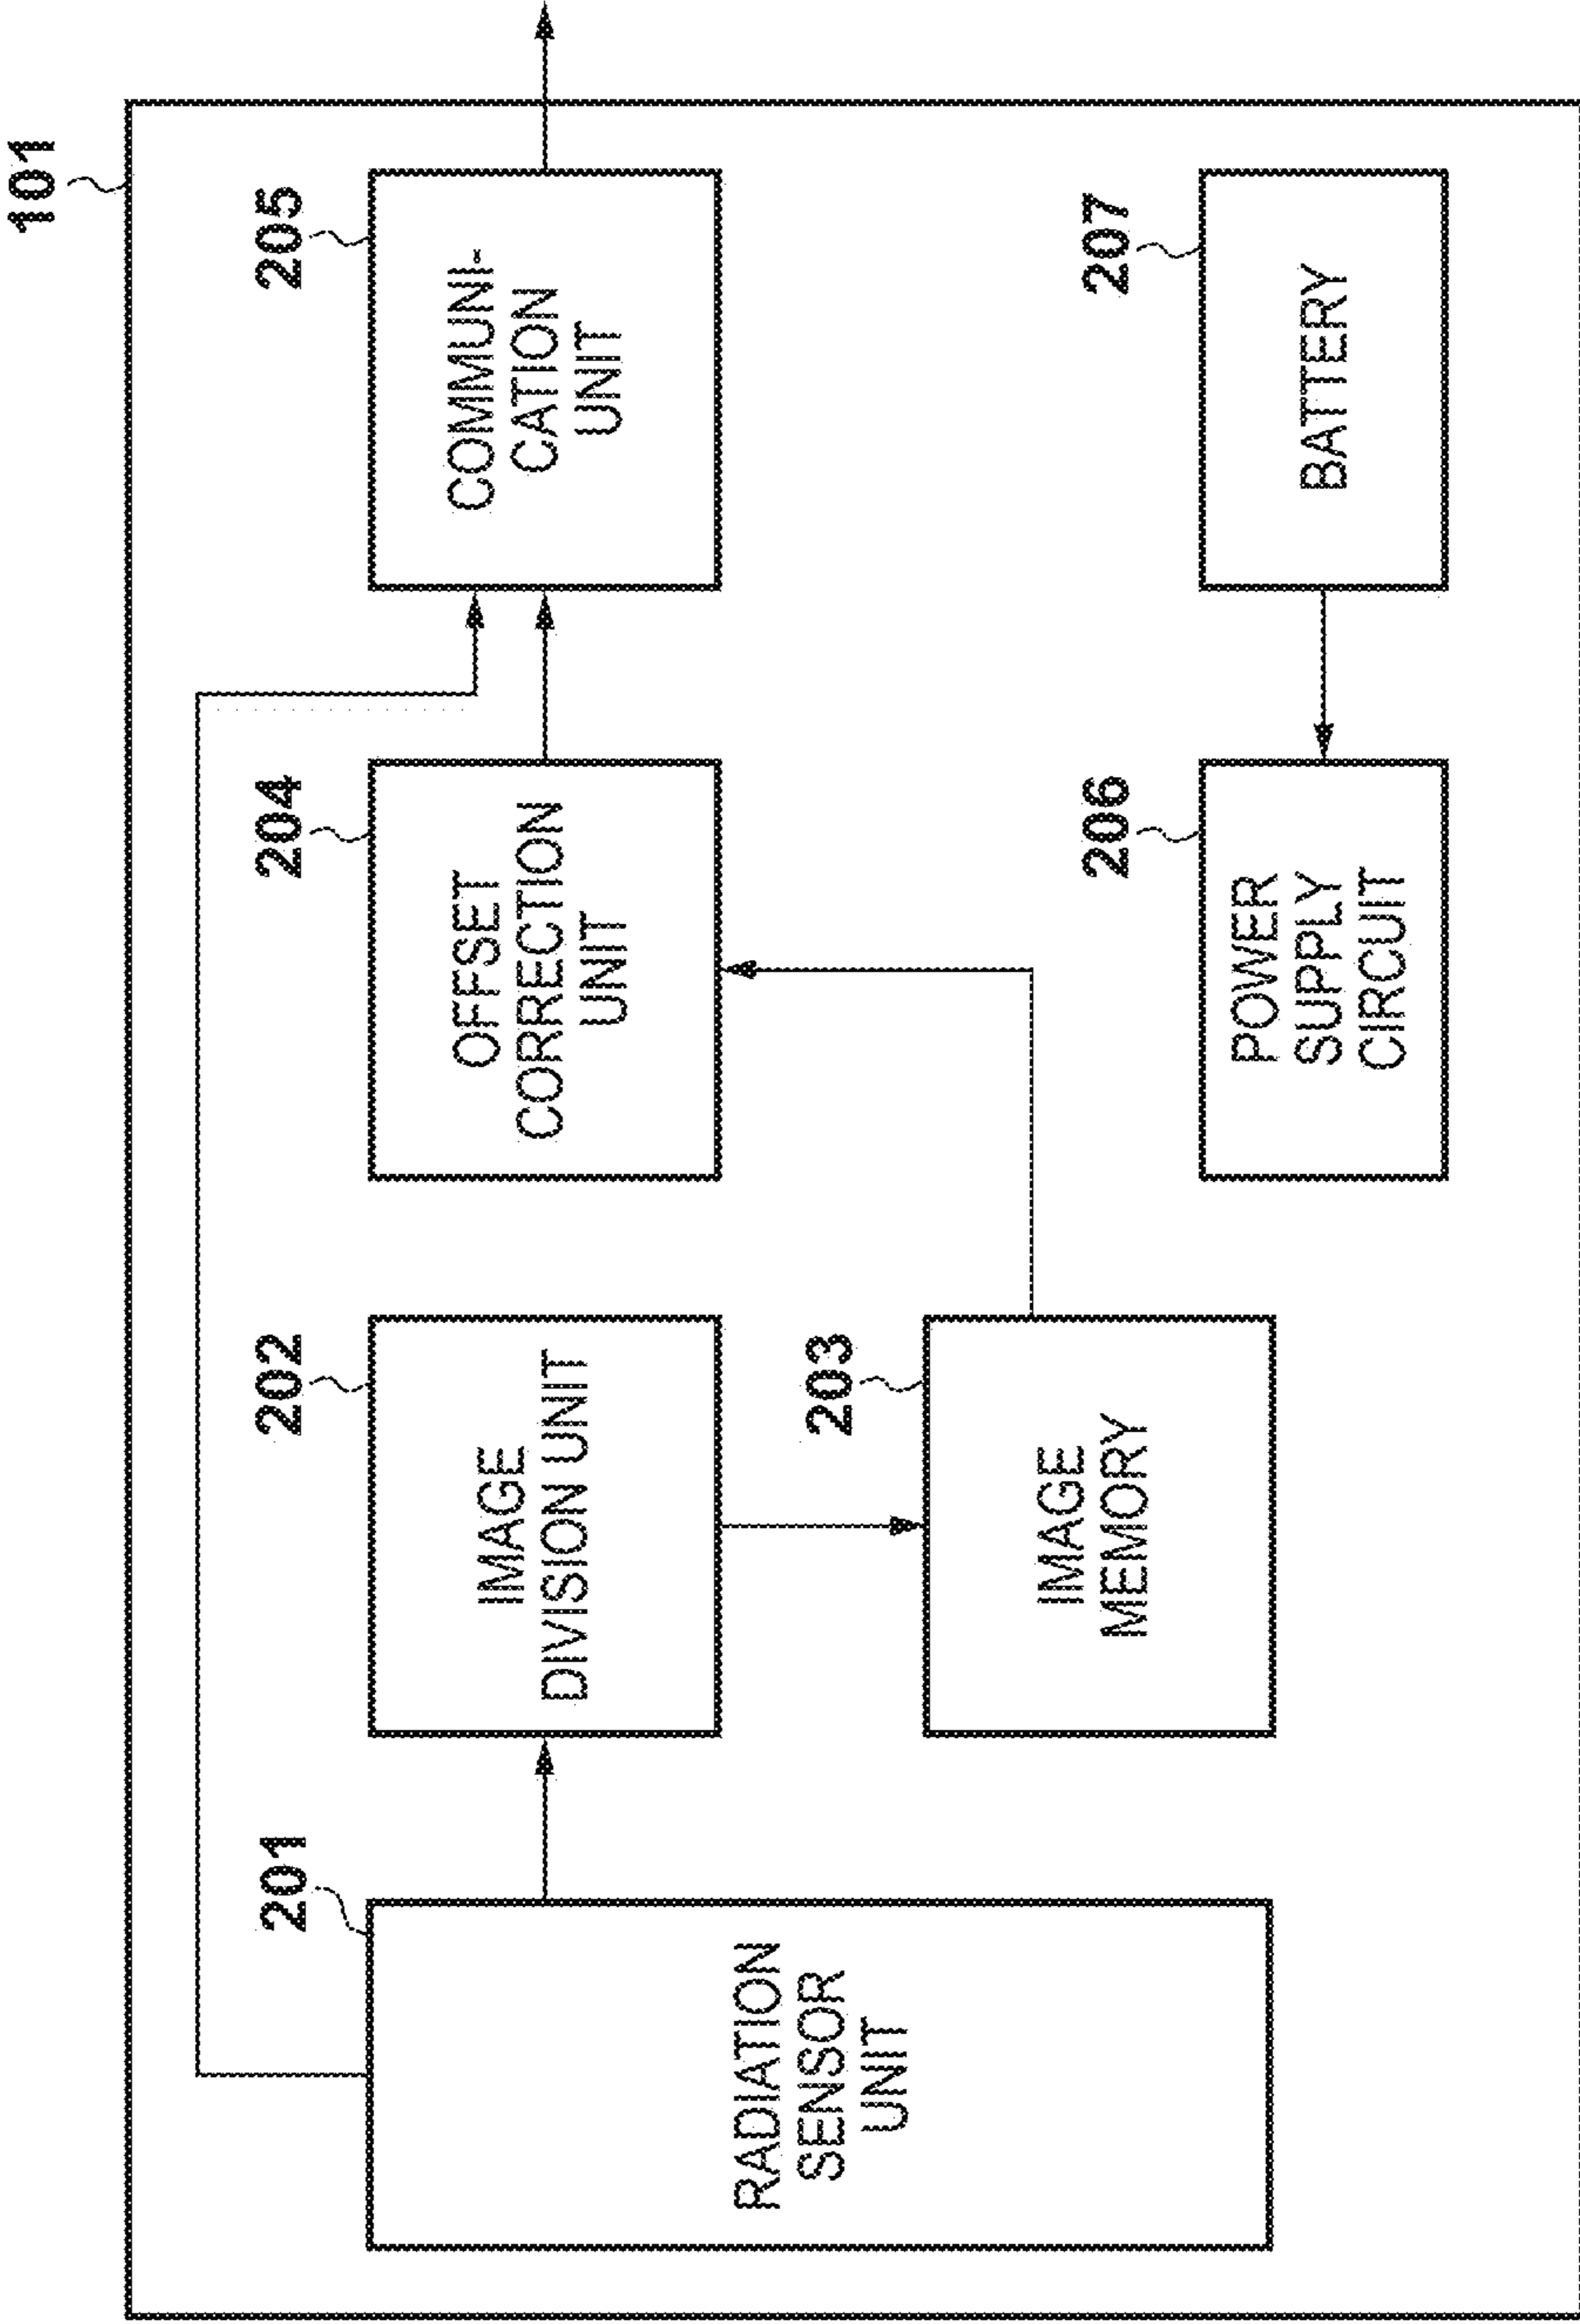 101
201
RADIATION
SENSOR
UNIT
202
IMAGE
DIVISION UNIT
203
IMAGE
MEMORY
204
OFFSET
CORRECTION
UNIT
205
COMMUNI-
CATION
UNIT
206
POWER
SUPPLY
CIRCUIT
207
BATTERY